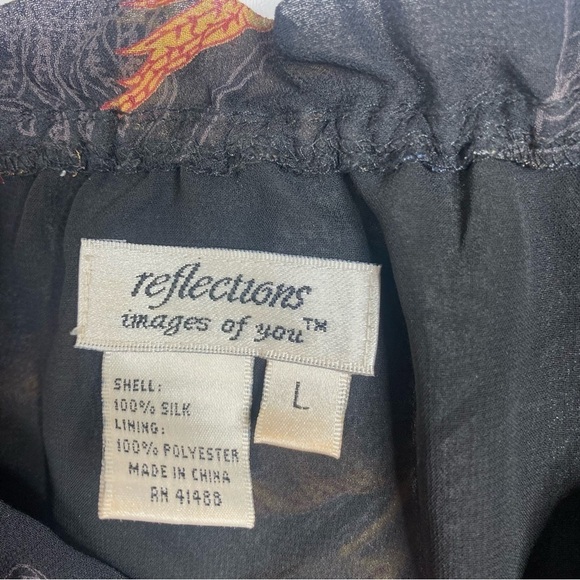 reflections
images of you™
L
SHELL:
100% SILK
LINING:
100% POLYESTER
MADE IN CHINA
RN 41488